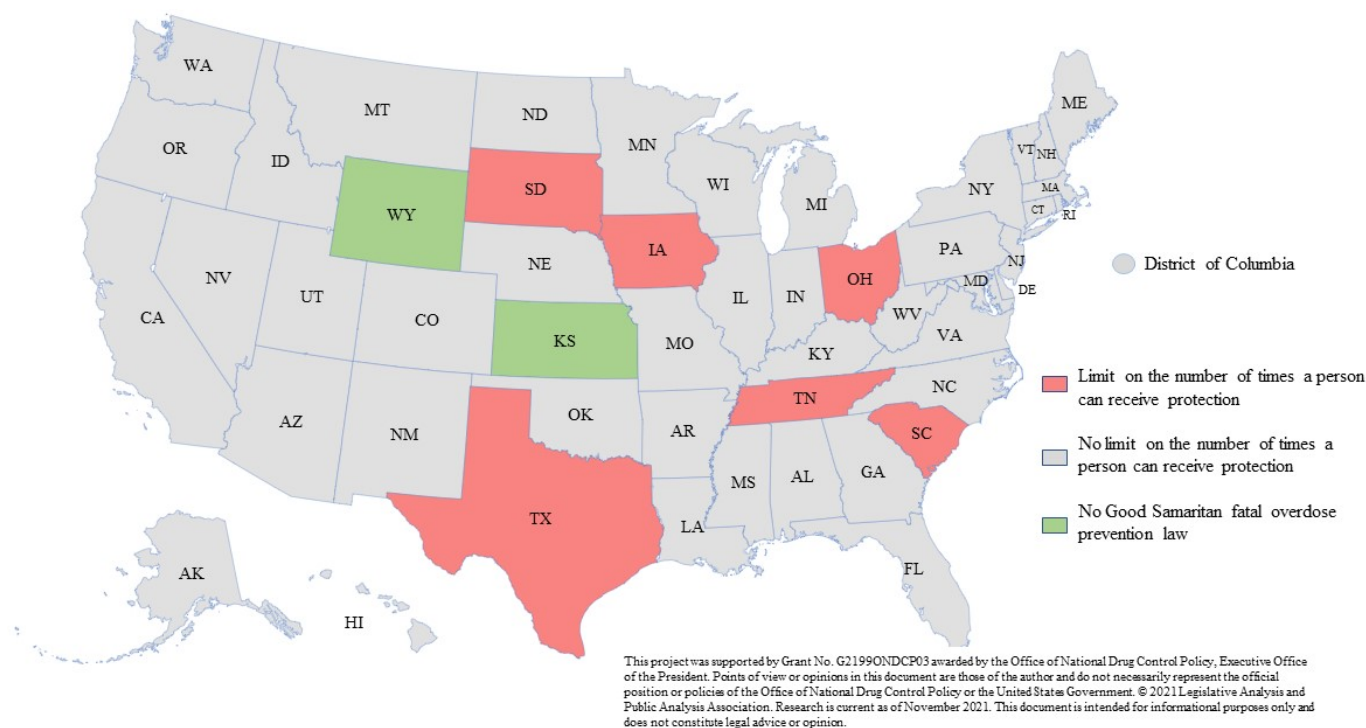 WA
MT
ND
MN
ME
OR
ID
SD
WI
VT
NH
NY
MA
MI
CT
RI
WY
IA
PA
NE
OH
NJ
NV
IL
IN
MD
DE
District of Columbia
UT
CO
WV
CA
KS
MO
VA
KY
Limit on the number of times a person
can receive protection
NC
TN
AZ
NM
OK
AR
SC
No limit on the number of times a
person can receive protection
MS
AL
GA
TX
LA
No Good Samaritan fatal overdose
prevention law
AK
FL
HI
This project was supported by Grant No. G2199ONDCP03 awarded by the Office of National Drug Control Policy, Executive Office
of the President. Points of view or opinions in this document are those of the author and do not necessarily represent the official
position or policies of the Office of National Drug Control Policy or the United States Government. © 2021 Legislative Analysis and
Public Analysis Association. Research is current as of November 2021. This document is intended for informational purposes only and
does not constitute legal advice or opinion.